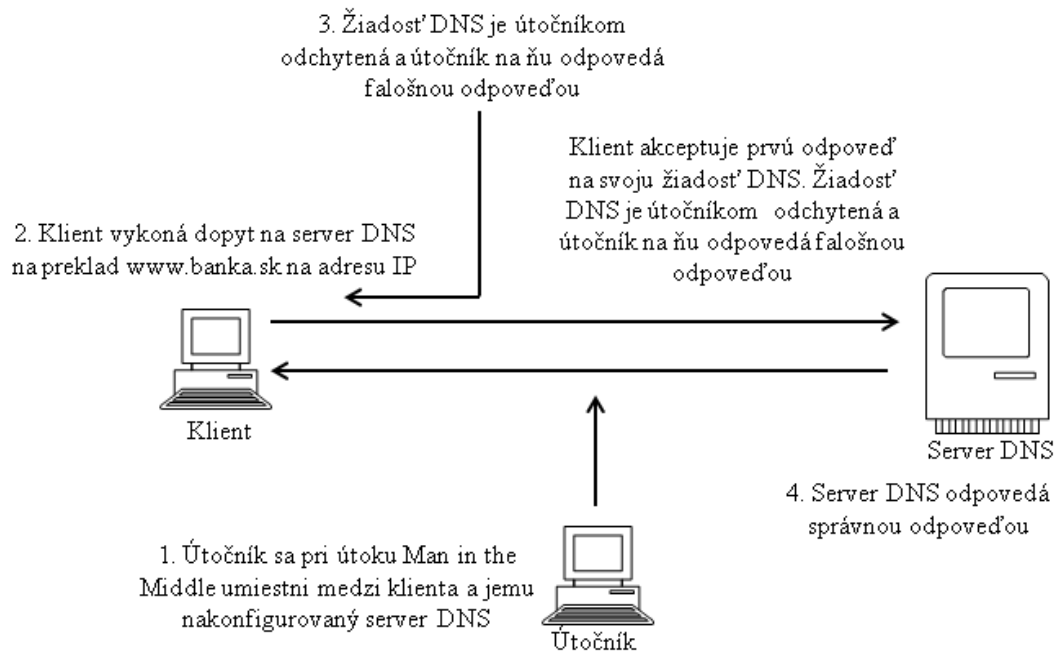 3. Žiadosť DNS je útočníkom
odchytená a útočník na ňu odpovedá
falošnou odpoveďou
Klient akceptuje prvú odpoveď
na svoju žiadosť DNS. Žiadosť
DNS je útočníkom odchytená a
útočník na ňu odpovedá falošnou
odpoveďou
2. Klient vykoná dopyt na server DNS
na preklad www.banka.sk na adresu IP
Klient
Server DNS
4. Server DNS odpovedá
správnou odpoveďou
1. Útočník sa pri útoku Man in the
Middle umiestni medzi klienta a jemu
nakonfigurovaný server DNS
Útočník